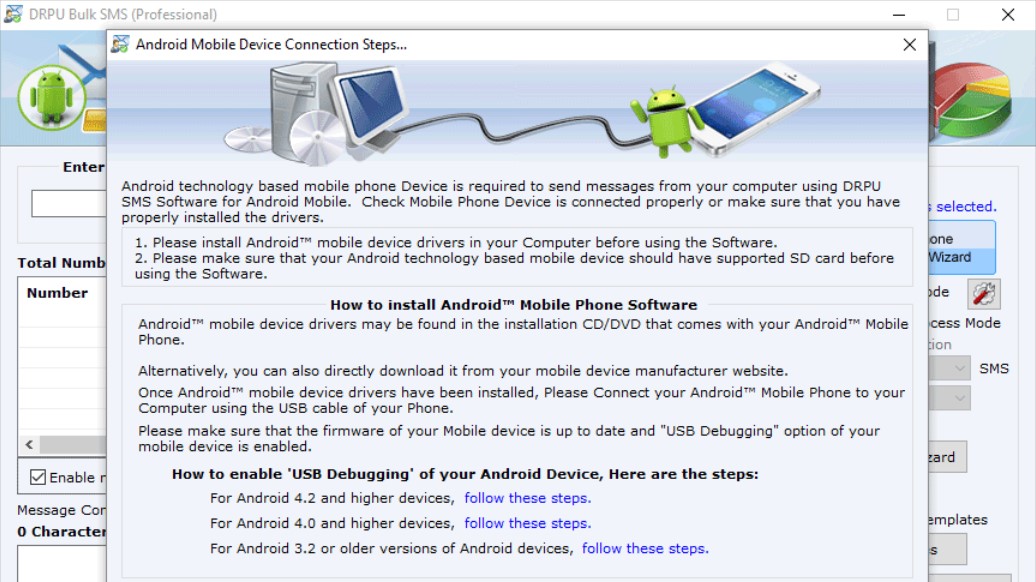 DRPU Bulk SMS (Professional)
Android Mobile Device Connection Steps...
Android technology based mobile phone Device is required to send messages from your computer using DRPU
SMS Software for Android Mobile. Check Mobile Phone Device is connected properly or make sure that you have
properly installed the drivers.
1. Please install Android™ mobile device drivers in your Computer before using the Software.
2. Please make sure that your Android technology based mobile device should have supported SD card before
using the Software.
How to install Android™ Mobile Phone Software
Android™ mobile device drivers may be found in the installation CD/DVD that comes with your Android™ Mobile
Phone.
Alternatively, you can also directly download it from your mobile device manufacturer website.
Once Android™ mobile device drivers have been installed, Please Connect your Android™ Mobile Phone to your
Computer using the USB cable of your Phone.
Please make sure that the firmware of your Mobile device is up to date and "USB Debugging" option of your
mobile device is enabled.
How to enable 'USB Debugging' of your Android Device, Here are the steps:
For Android 4.2 and higher devices, follow these steps.
For Android 4.0 and higher devices, follow these steps.
For Android 3.2 or older versions of Android devices, follow these steps.
Enter
Total Numb
Number
Enable
Message Cor
0 Character
selected.
Wizard
Mode
SMS